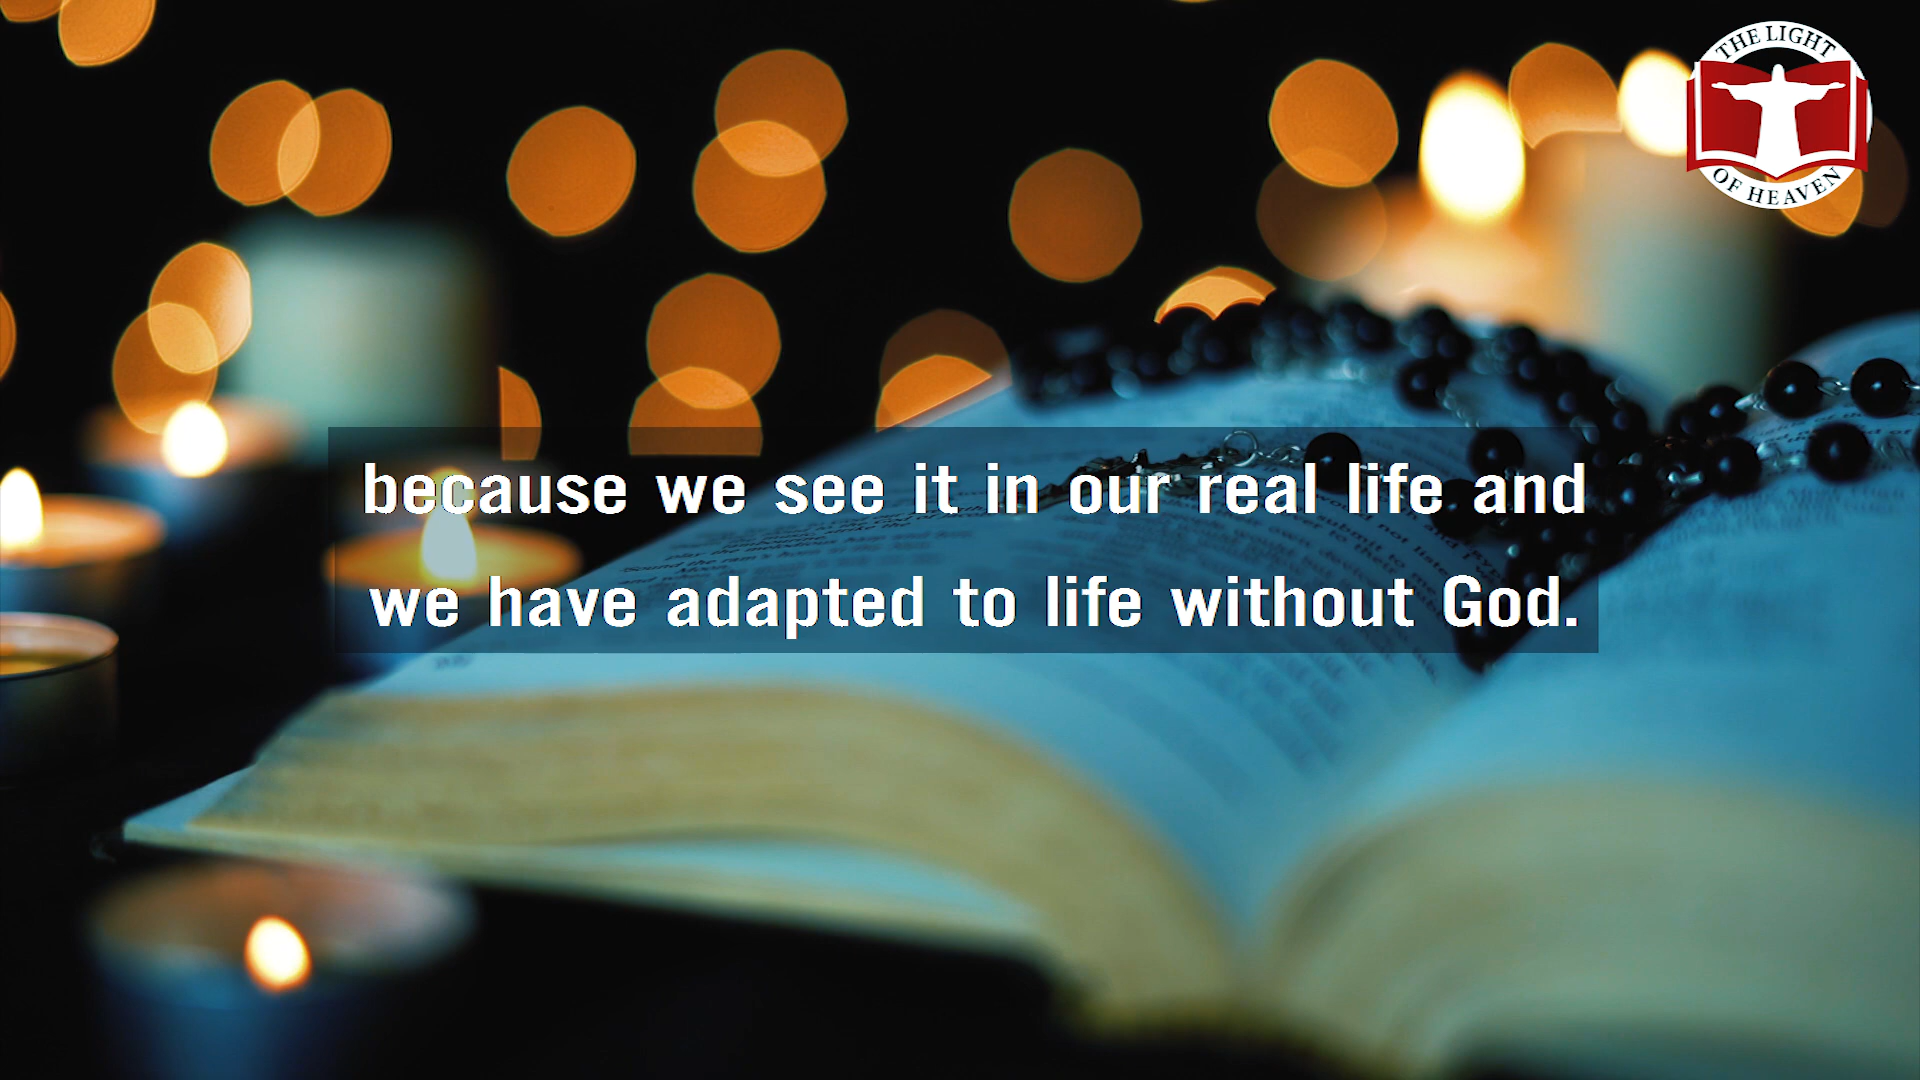 THE LIGHT
OF HEAVEN
because we see it in our real life and
we have adapted to life without God.